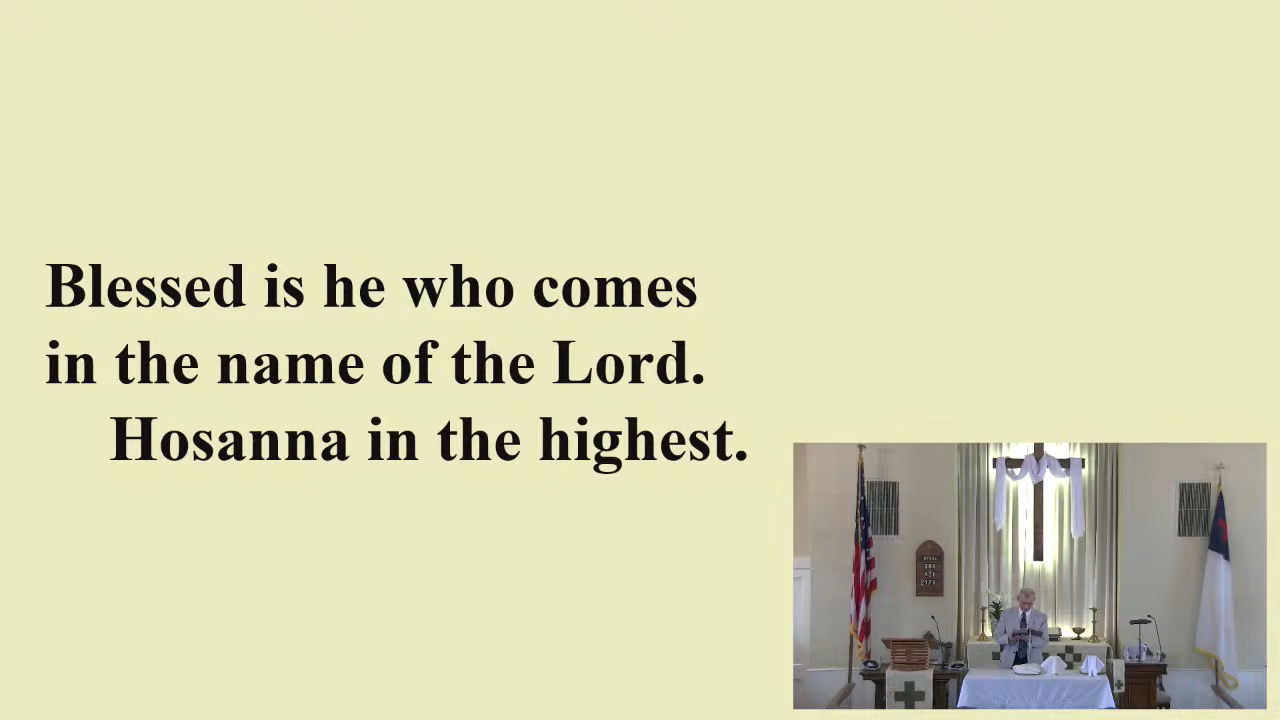 Blessed is he who comes
in the name of the Lord.
Hosanna in the highest.